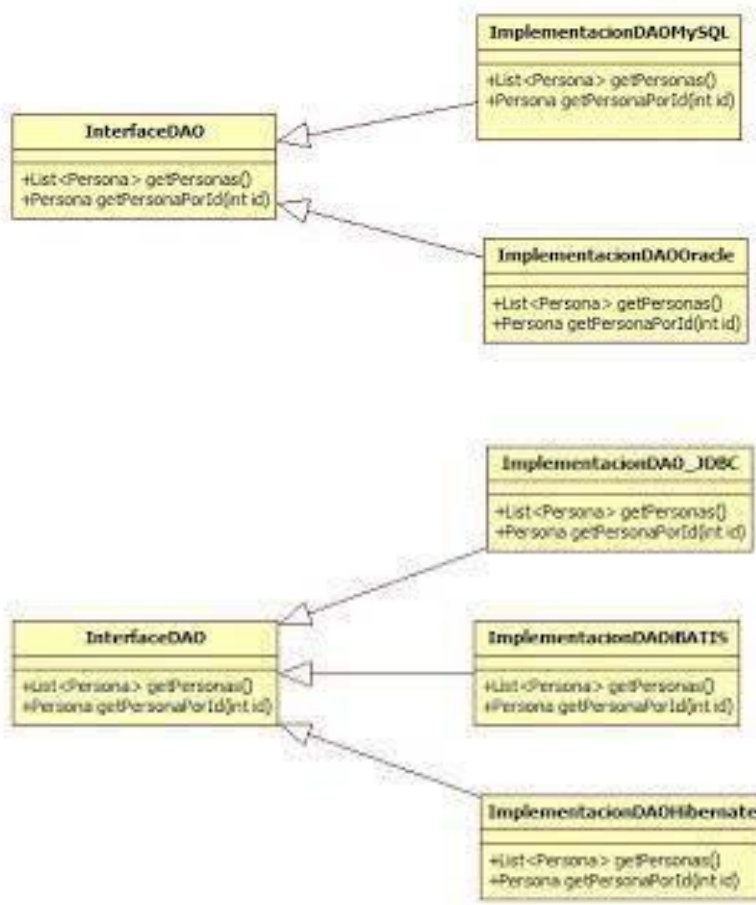 ImplementacionDAOMySQL
+List<Persona> getPersonas()
+Persona getPersonaPorId(int id)
InterfaceDAO
+List<Persona> getPersonas()
+Persona getPersonaPorId(int id)
ImplementacionDAOOracle
+List<Persona> getPersonas()
+Persona getPersonaPorId(int id)
ImplementacionDAO_JDBC
+List<Persona> getPersonas()
+Persona getPersonaPorId(int id)
InterfaceDAO
+List<Persona> getPersonas()
+Persona getPersonaPorId(int id)
ImplementacionDAOiBATIS
+List<Persona> getPersonas()
+Persona getPersonaPorId(int id)
ImplementacionDAOHibernate
+List<Persona> getPersonas()
+Persona getPersonaPorId(int id)